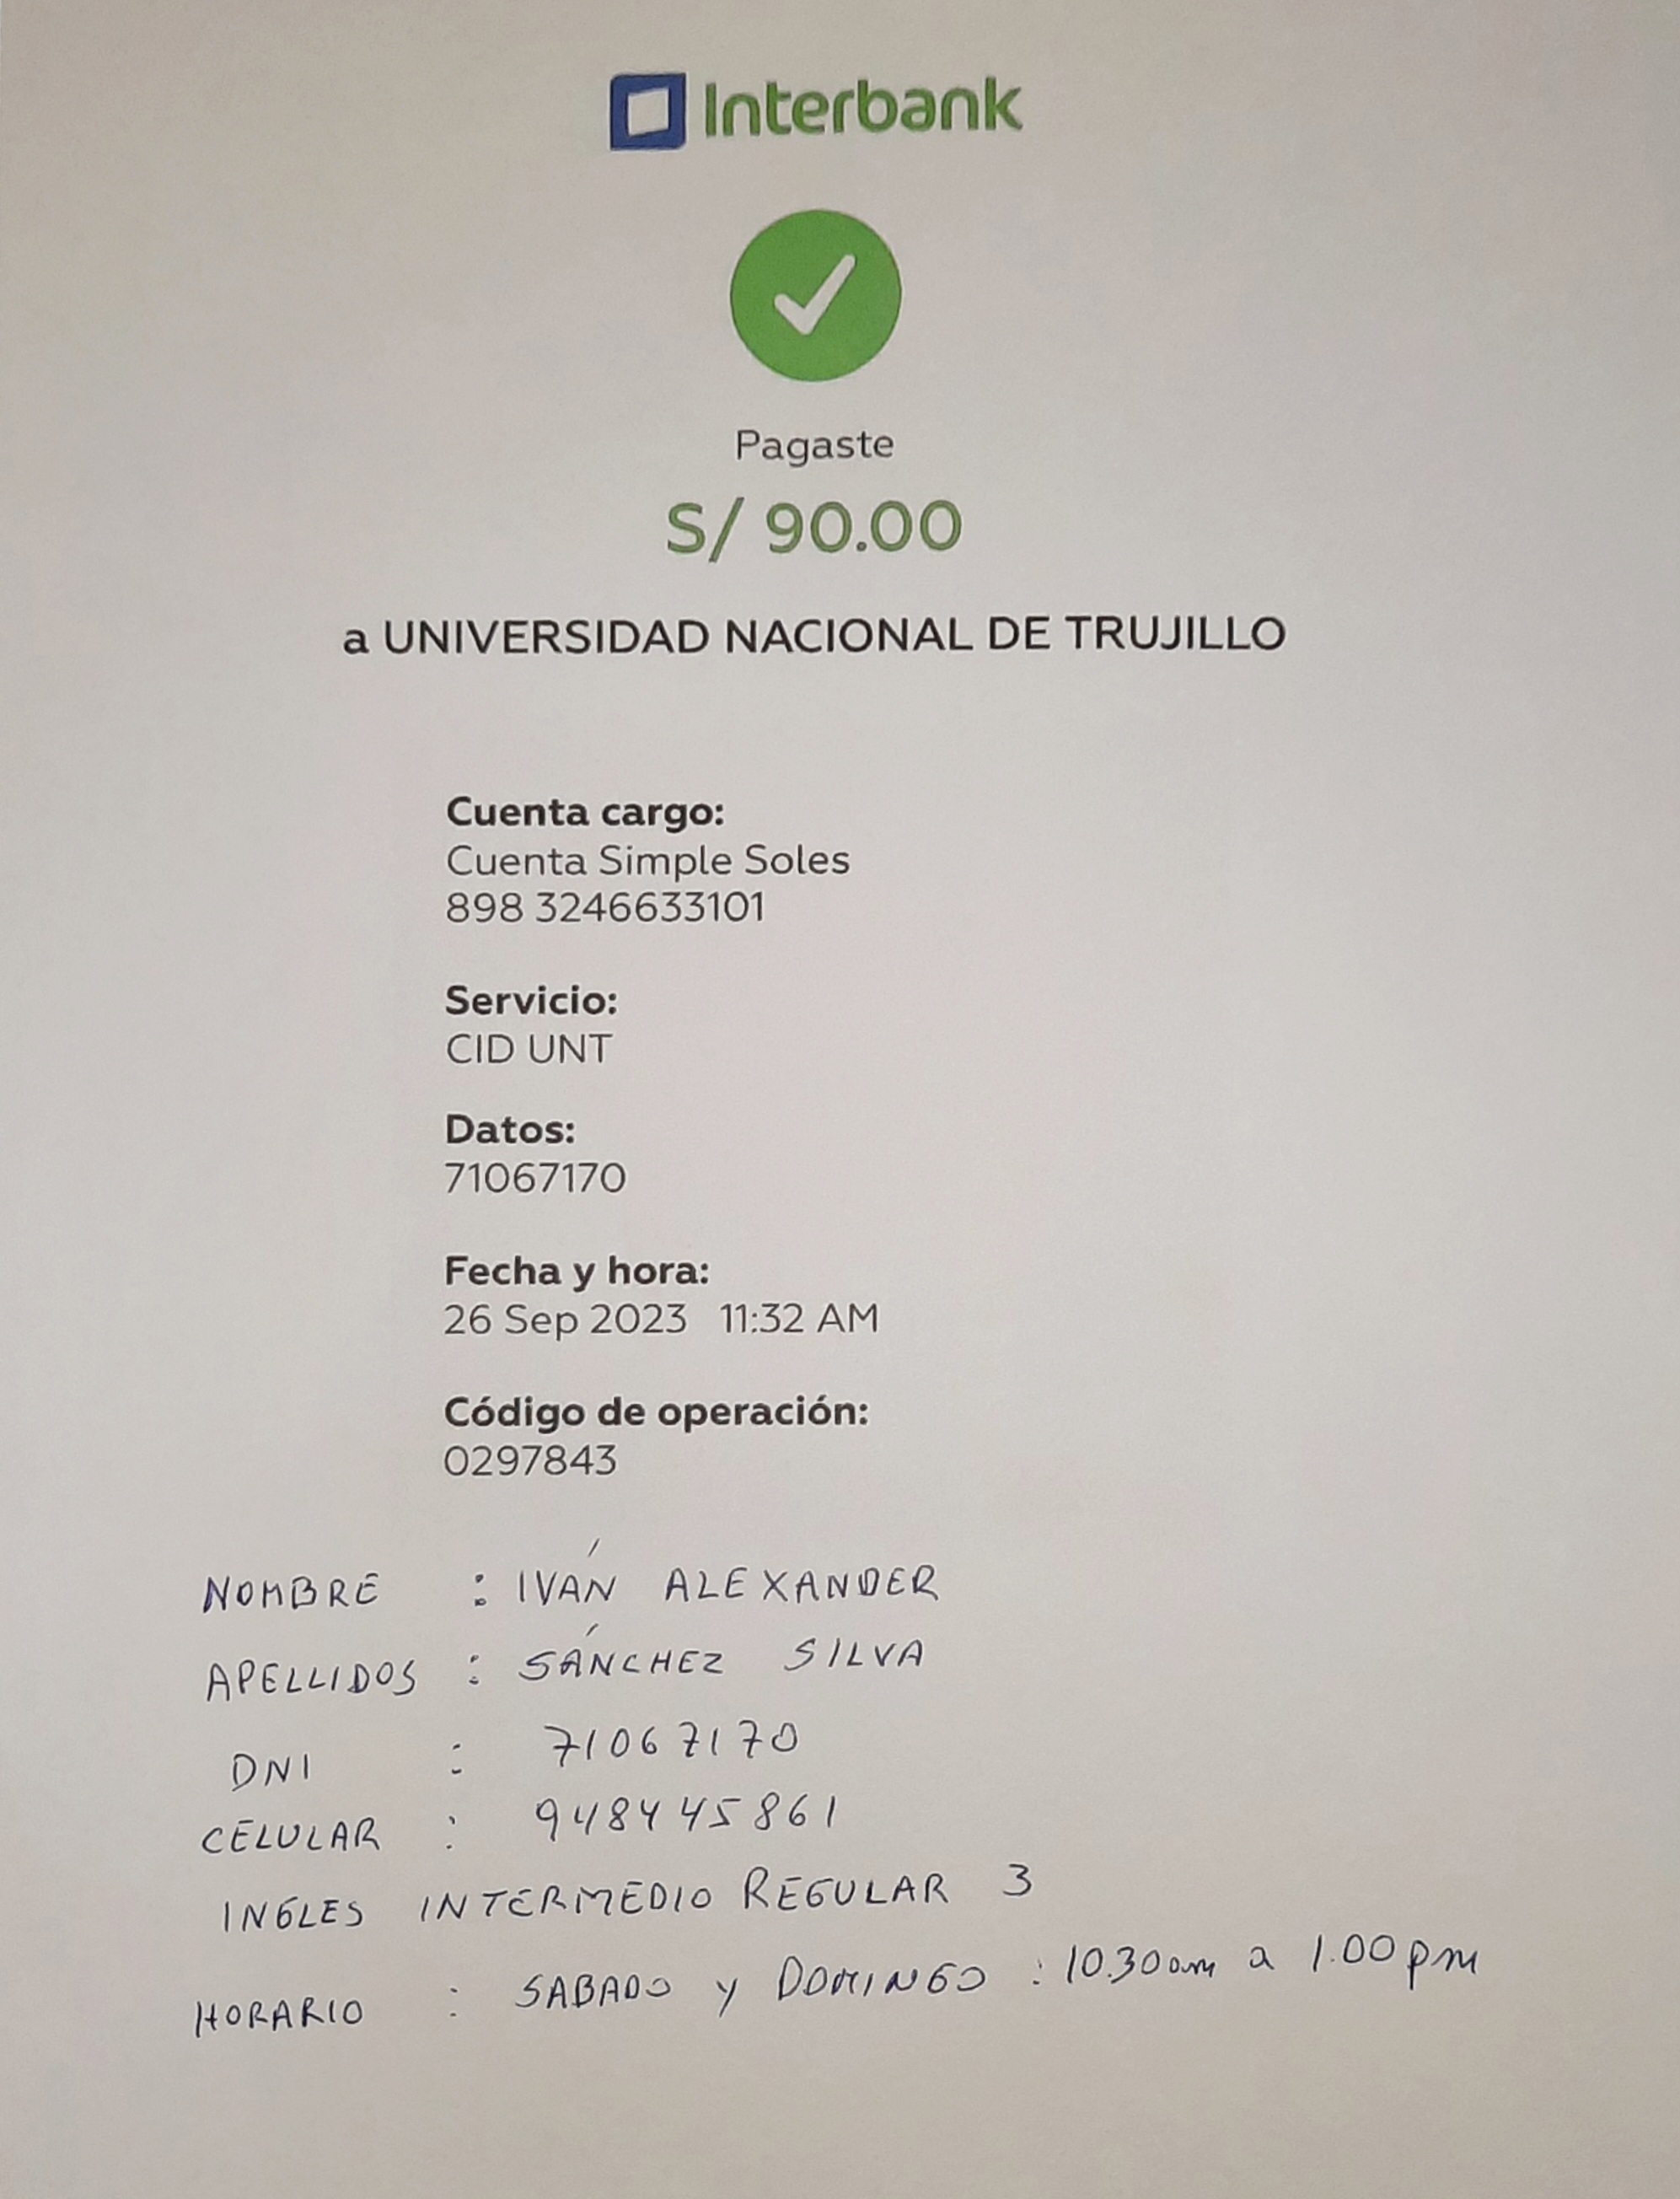 Interbank
Pagaste
S/ 90.00
a UNIVERSIDAD NACIONAL DE TRUJILLO
Cuenta cargo:
Cuenta Simple Soles
898 3246633101
Servicio:
CID UNT
Datos:
71067170
Fecha y hora:
26 Sep 2023 11:32 AM
Código de operación:
0297843
NOMBRE : IVÁN ALEXANDER
APELLIDOS : SÁNCHEZ SILVA
DNI : 71067170
CELULAR : 948445861
INGLES INTERMEDIO REGULAR 3
HORARIO : SABADO y DOMINGO : 10.30am a 1.00pm